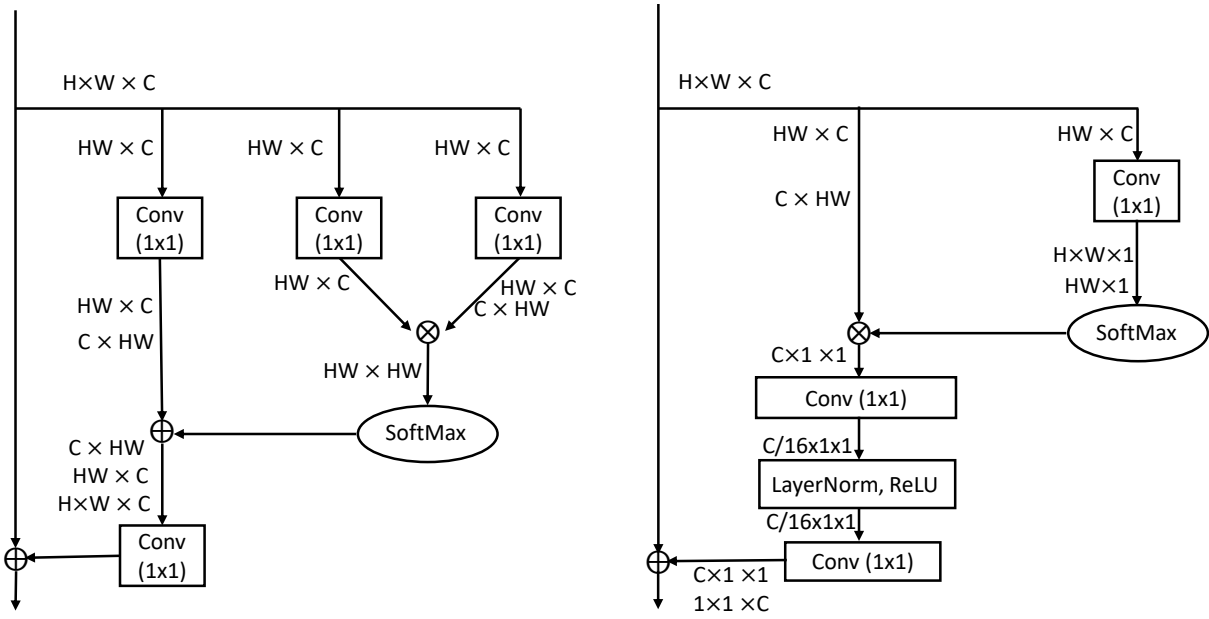 H×W × C
HW × C
HW × C
HW × C
Conv
(1x1)
Conv
(1x1)
Conv
(1x1)
HW × C
HW × C
C × HW
HW × C
C × HW
HW × HW
SoftMax
C × HW
HW × C
H×W × C
Conv
(1x1)
H×W × C
HW × C
HW × C
C × HW
Conv
(1x1)
H×W×1
HW×1
SoftMax
C×1 ×1
Conv (1x1)
C/16x1x1
LayerNorm, ReLU
C/16x1x1
Conv (1x1)
C×1 ×1
1×1 ×C